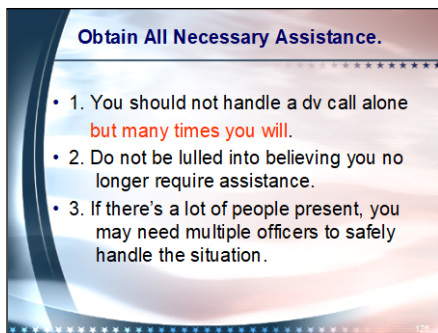 Obtain All Necessary Assistance.
• 1. You should not handle a dv call alone
but many times you will.
• 2. Do not be lulled into believing you no
longer require assistance.
• 3. If there's a lot of people present, you
may need multiple officers to safely
handle the situation.